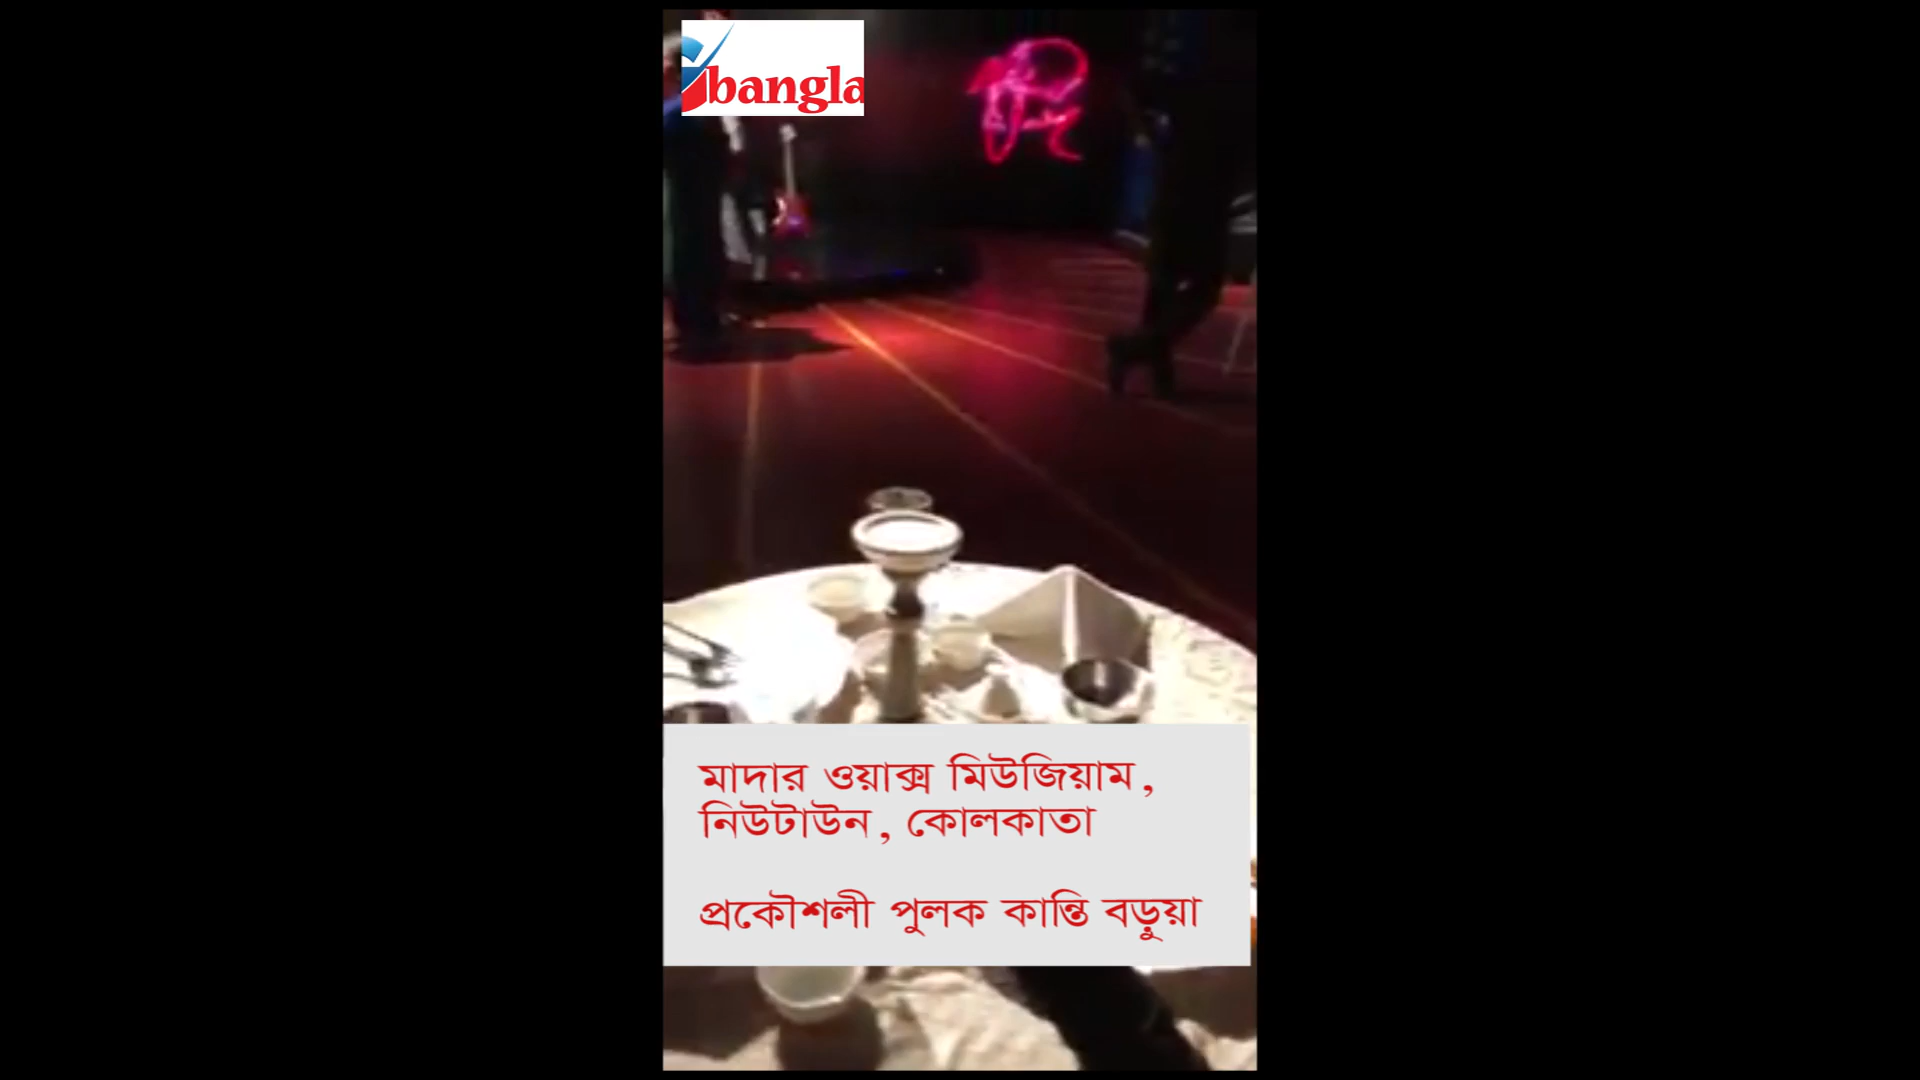 bangla
মাদার ওয়াক্স মিউজিয়াম,
নিউটাউন, কোলকাতা
প্রকৌশলী পুলক কান্তি বড়ুয়া